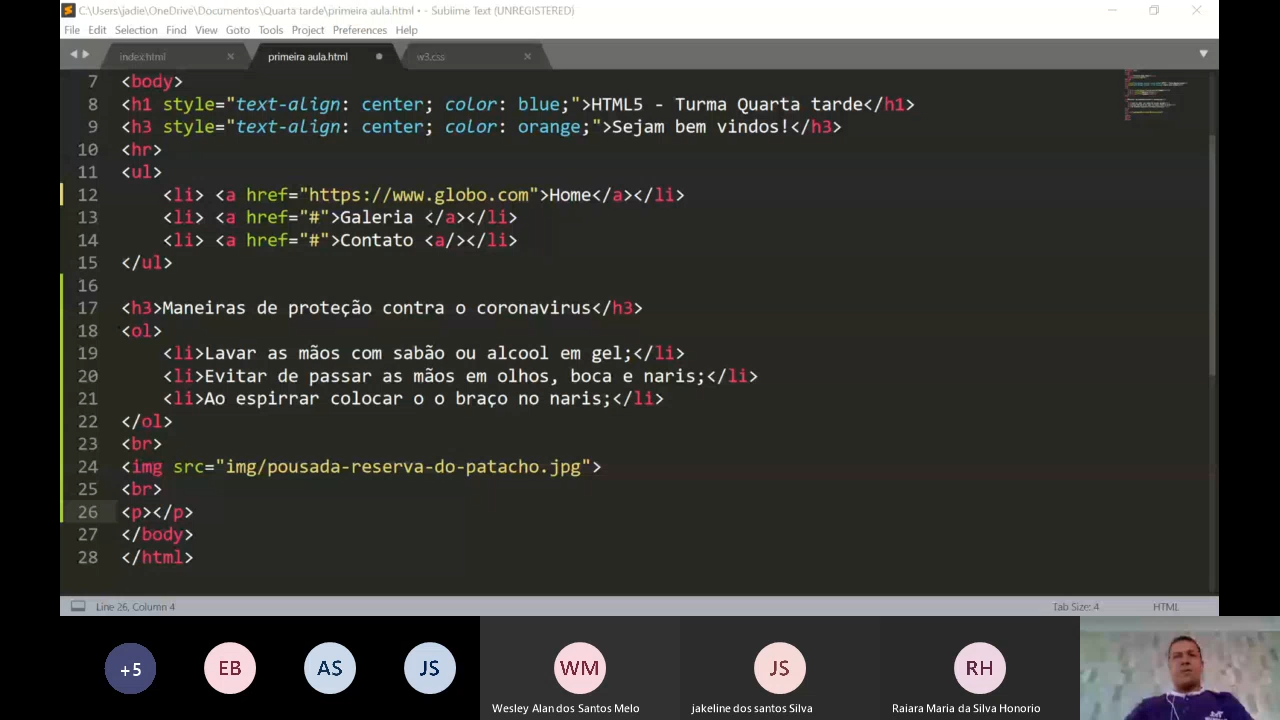 C:\Users\jadie\OneDrive\Documentos\Quarta tarde\primeira aula.html • - Sublime Text (UNREGISTERED)
File Edit Selection Find View Goto Tools Project Preferences Help
index.html primeira aula.html w3.css
7 <body>
8 <h1 style="text-align: center; color: blue;">HTML5 - Turma Quarta tarde</h1>
9 <h3 style="text-align: center; color: orange;">Sejam bem vindos!</h3>
10 <hr>
11 <ul>
12 <li> <a href="https://www.globo.com">Home</a></li>
13 <li> <a href="#">Galeria </a></li>
14 <li> <a href="#">Contato <a/></li>
15 </ul>
16
17 <h3>Maneiras de proteção contra o coronavirus</h3>
18 <ol>
19 <li>Lavar as mãos com sabão ou alcool em gel;</li>
20 <li>Evitar de passar as mãos em olhos, boca e naris;</li>
21 <li>Ao espirrar colocar o o braço no naris;</li>
22 </ol>
23 <br>
24 <img src="img/pousada-reserva-do-patacho.jpg">
25 <br>
26 <p></p>
27 </body>
28 </html>
Line 26, Column 4 Tab Size: 4 HTML
+5 EB AS JS WM JS RH
Wesley Alan dos Santos Melo jakeline dos santos Silva Raiara Maria da Silva Honorio